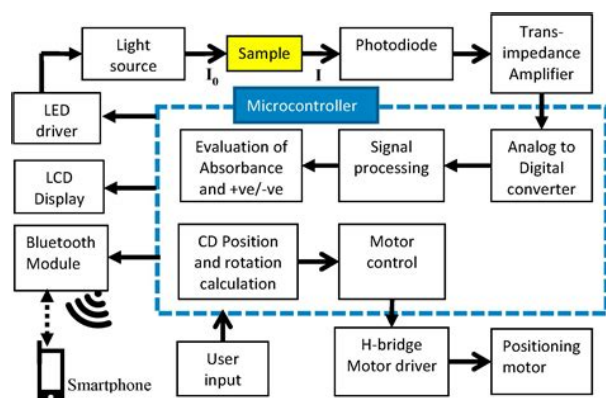 Light
source
I₀
Sample
I
Photodiode
Trans-
impedance
Amplifier
LED
driver
Microcontroller
Evaluation of
Absorbance
and +ve/-ve
Signal
processing
Analog to
Digital
converter
LCD
Display
Bluetooth
Module
CD Position
and rotation
calculation
Motor
control
User
input
H-bridge
Motor driver
Positioning
motor
Smartphone